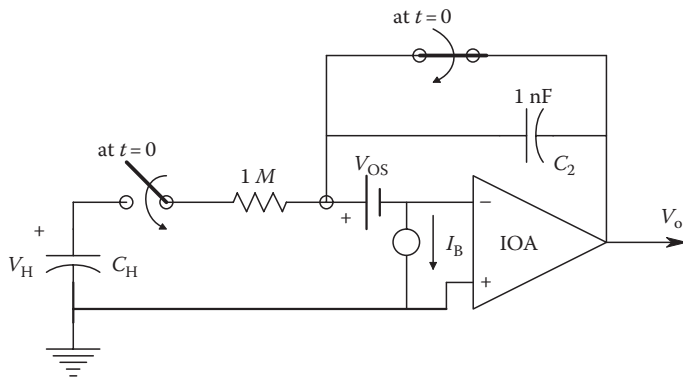 at t = 0
1 nF
C2
at t = 0
1 M
VOS
+
−
+
VH
CH
IB
IOA
+
Vo